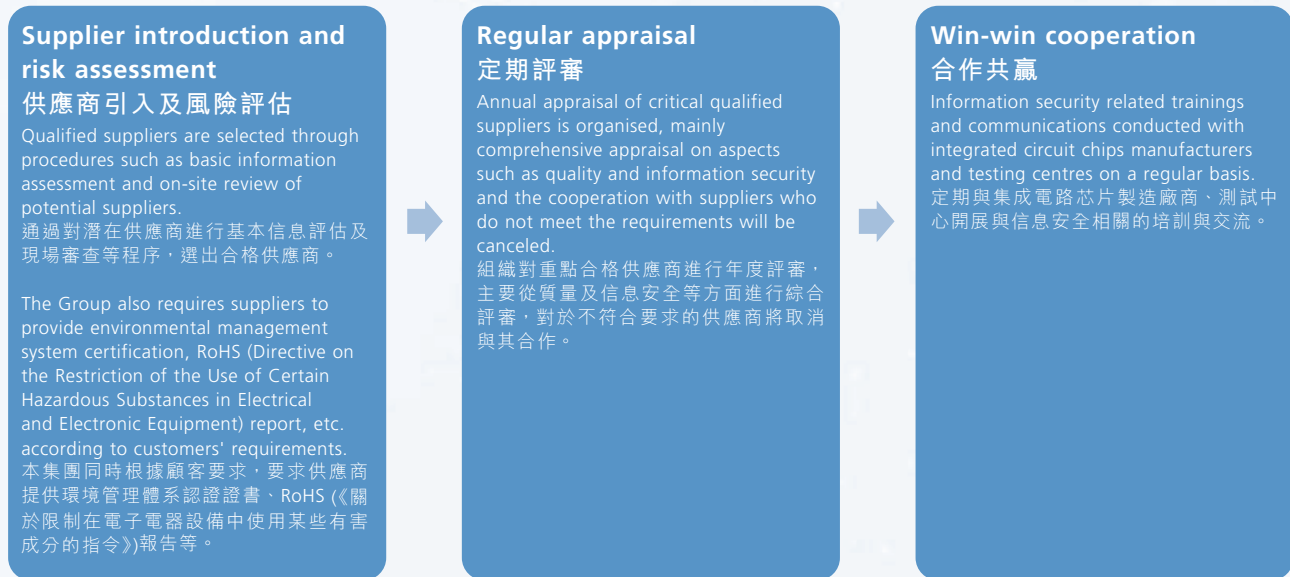 Supplier introduction and
risk assessment
供應商引入及風險評估
Qualified suppliers are selected through
procedures such as basic information
assessment and on-site review of
potential suppliers.
通過對潛在供應商進行基本信息評估及
現場審查等程序，選出合格供應商。
The Group also requires suppliers to
provide environmental management
system certification, RoHS (Directive on
the Restriction of the Use of Certain
Hazardous Substances in Electrical
and Electronic Equipment) report, etc.
according to customers' requirements.
本集團同時根據顧客要求，要求供應商
提供環境管理體系認證證書、RoHS (《關
於限制在電子電器設備中使用某些有害
成分的指令》)報告等。
Regular appraisal
定期評審
Annual appraisal of critical qualified
suppliers is organised, mainly
comprehensive appraisal on aspects
such as quality and information security
and the cooperation with suppliers who
do not meet the requirements will be
canceled.
組織對重點合格供應商進行年度評審，
主要從質量及信息安全等方面進行綜合
評審，對於不符合要求的供應商將取消
與其合作。
Win-win cooperation
合作共贏
Information security related trainings
and communications conducted with
integrated circuit chips manufacturers
and testing centres on a regular basis.
定期與集成電路芯片製造廠商、測試中
心開展與信息安全相關的培訓與交流。